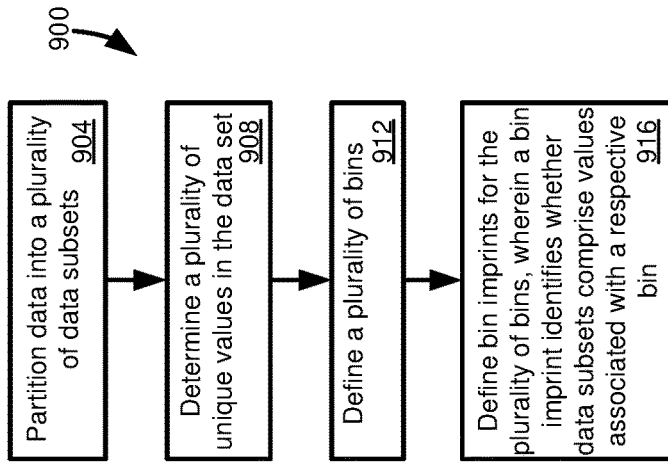 900
Partition data into a plurality
of data subsets 904
Determine a plurality of
unique values in the data set
908
Define a plurality of bins
912
Define bin imprints for the
plurality of bins, wherein a bin
imprint identifies whether
data subsets comprise values
associated with a respective
bin 916